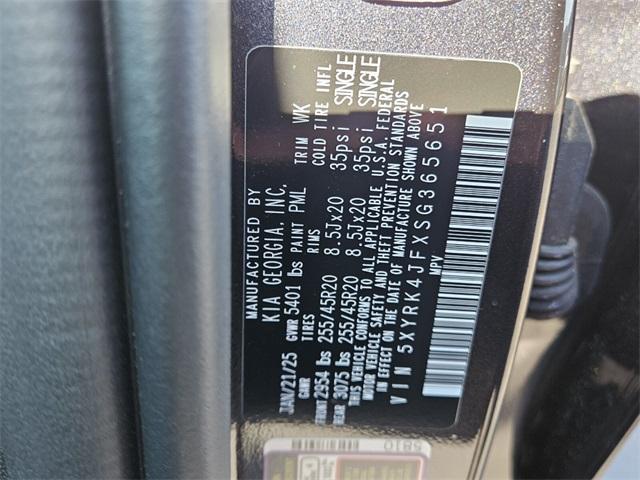 MANUFACTURED BY
KIA GEORGIA, INC.
JAN/21/25 GVWR 5401 lbs PAINT PML TRIM WK
GAWR TIRES RIMS COLD TIRE INFL
FRONT 2954 lbs 255/45R20 8.5Jx20 35psi SINGLE
REAR 3075 lbs 255/45R20 8.5Jx20 35psi SINGLE
THIS VEHICLE CONFORMS TO ALL APPLICABLE U.S.A. FEDERAL
MOTOR VEHICLE SAFETY AND THEFT PREVENTION STANDARDS
IN EFFECT ON THE DATE OF MANUFACTURE SHOWN ABOVE
VIN 5XYRK4JFXSG365651
MPV
5810